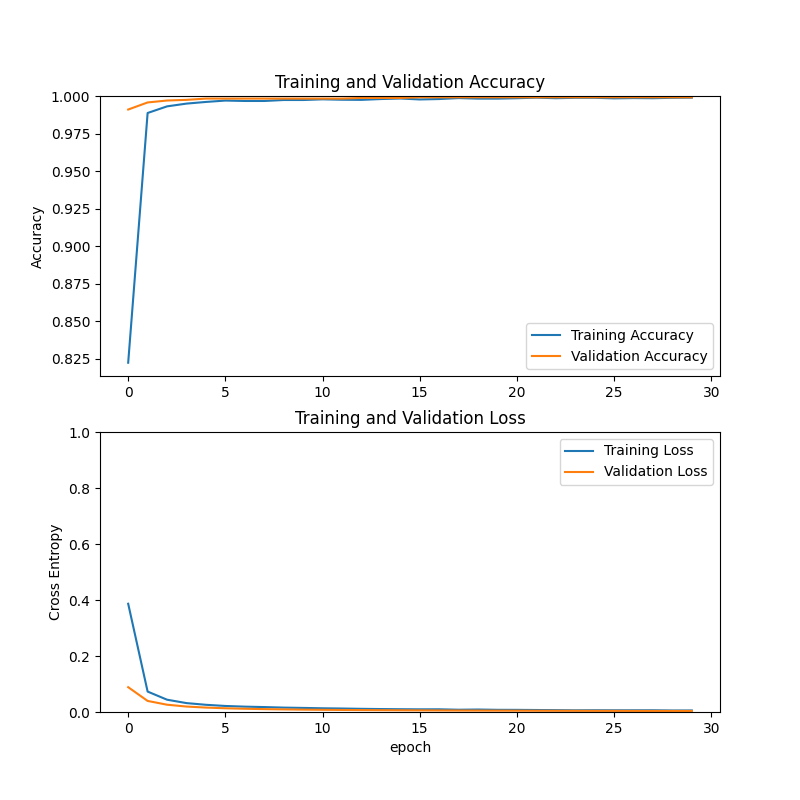 Training and Validation Accuracy
1.000
0.975
0.950
0.925
0.900
0.875
0.850
0.825
Accuracy
Training Accuracy
Validation Accuracy
0 5 10 15 20 25 30
Training and Validation Loss
1.0
0.8
0.6
0.4
0.2
0.0
Cross Entropy
Training Loss
Validation Loss
0 5 10 15 20 25 30
epoch